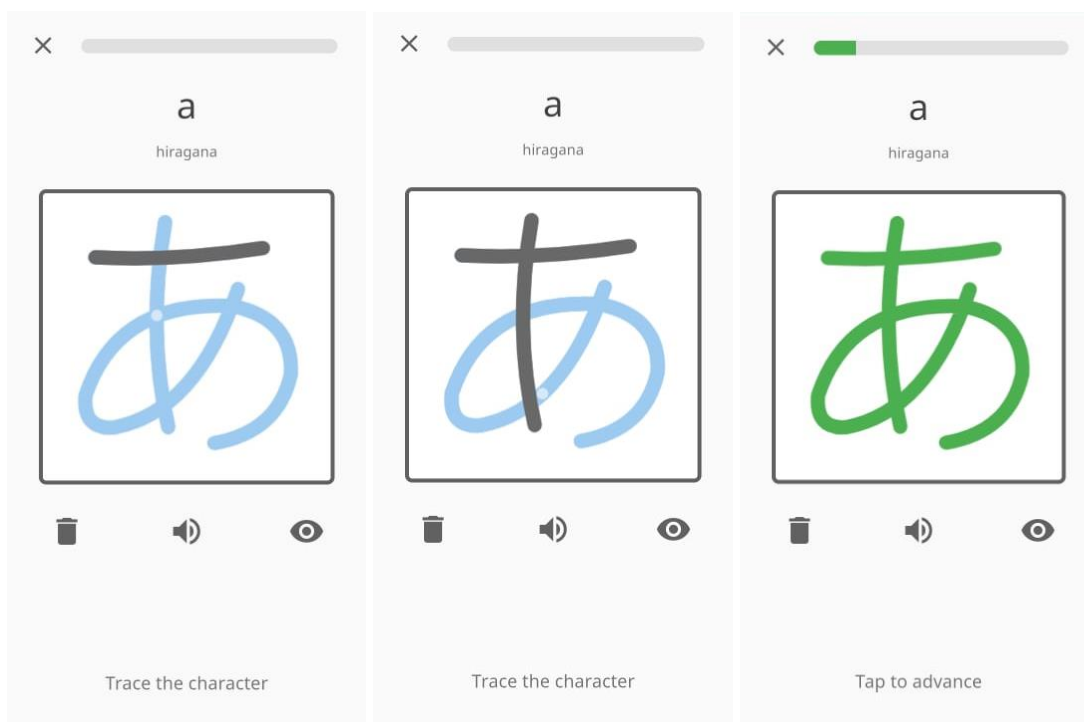 a
hiragana
あ
Trace the character
a
hiragana
あ
Trace the character
a
hiragana
あ
Tap to advance